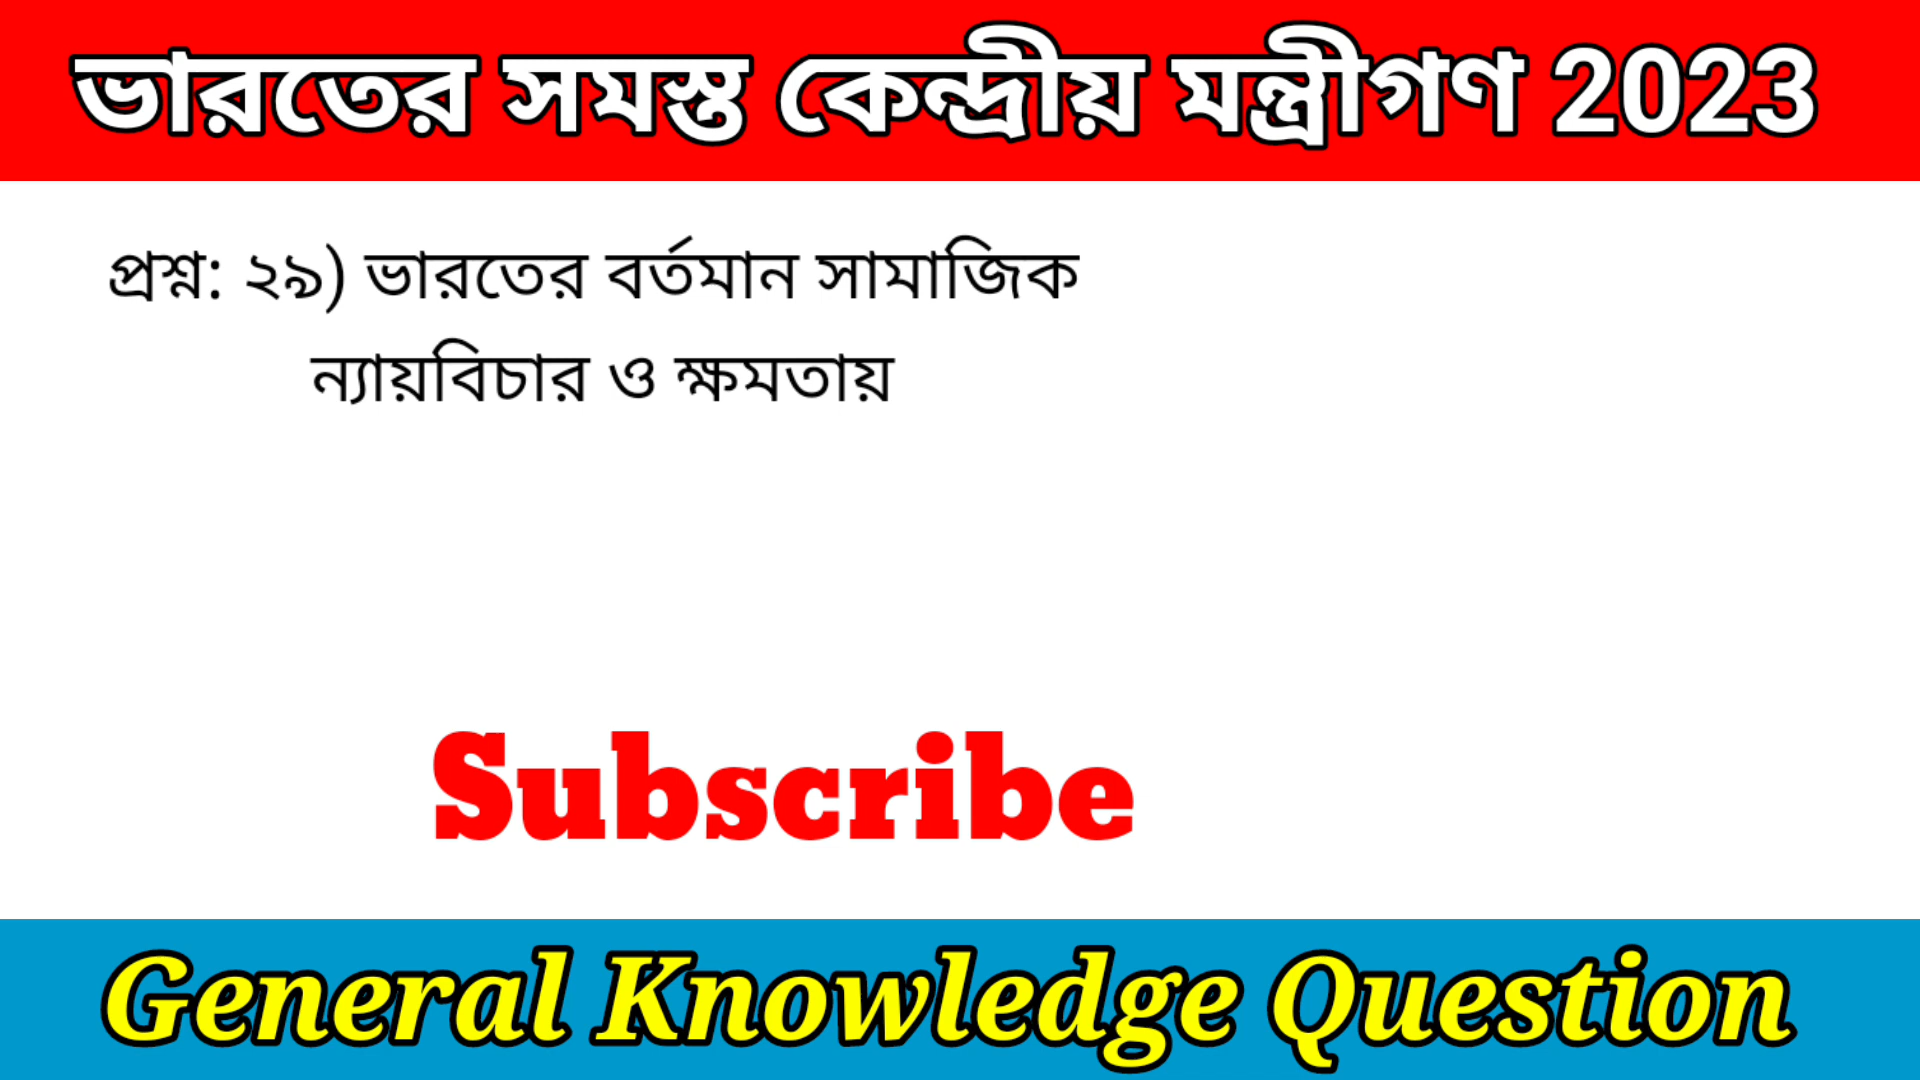 ভারতের সমস্ত কেন্দ্রীয় মন্ত্রীগণ 2023
প্রশ্ন: ২৯) ভারতের বর্তমান সামাজিক
ন্যায়বিচার ও ক্ষমতায়
Subscribe
General Knowledge Question